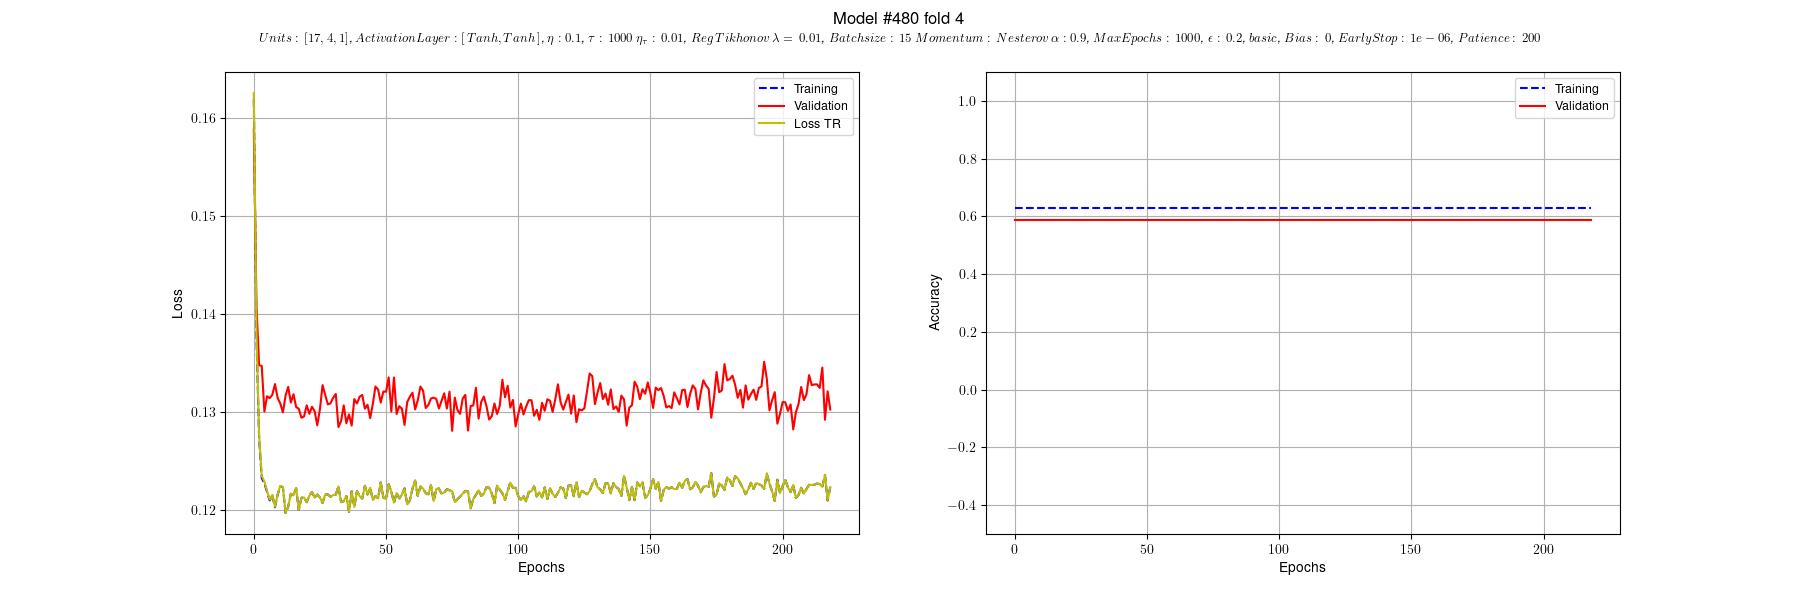 Model #480 fold 4
Units : [17, 4, 1], ActivationLayer : [Tanh, Tanh], η : 0.1, τ : 1000 η_τ : 0.01, RegTikhonov λ = 0.01, Batchsize : 15 Momentum : Nesterov α : 0.9, MaxEpochs : 1000, ϵ : 0.2, basic, Bias : 0, EarlyStop : 1e − 06, Patience : 200
Training
Validation
Loss TR
0.16
0.15
0.14
0.13
0.12
Loss
0 50 100 150 200
Epochs
Training
Validation
1.0
0.8
0.6
0.4
0.2
0.0
−0.2
−0.4
Accuracy
0 50 100 150 200
Epochs